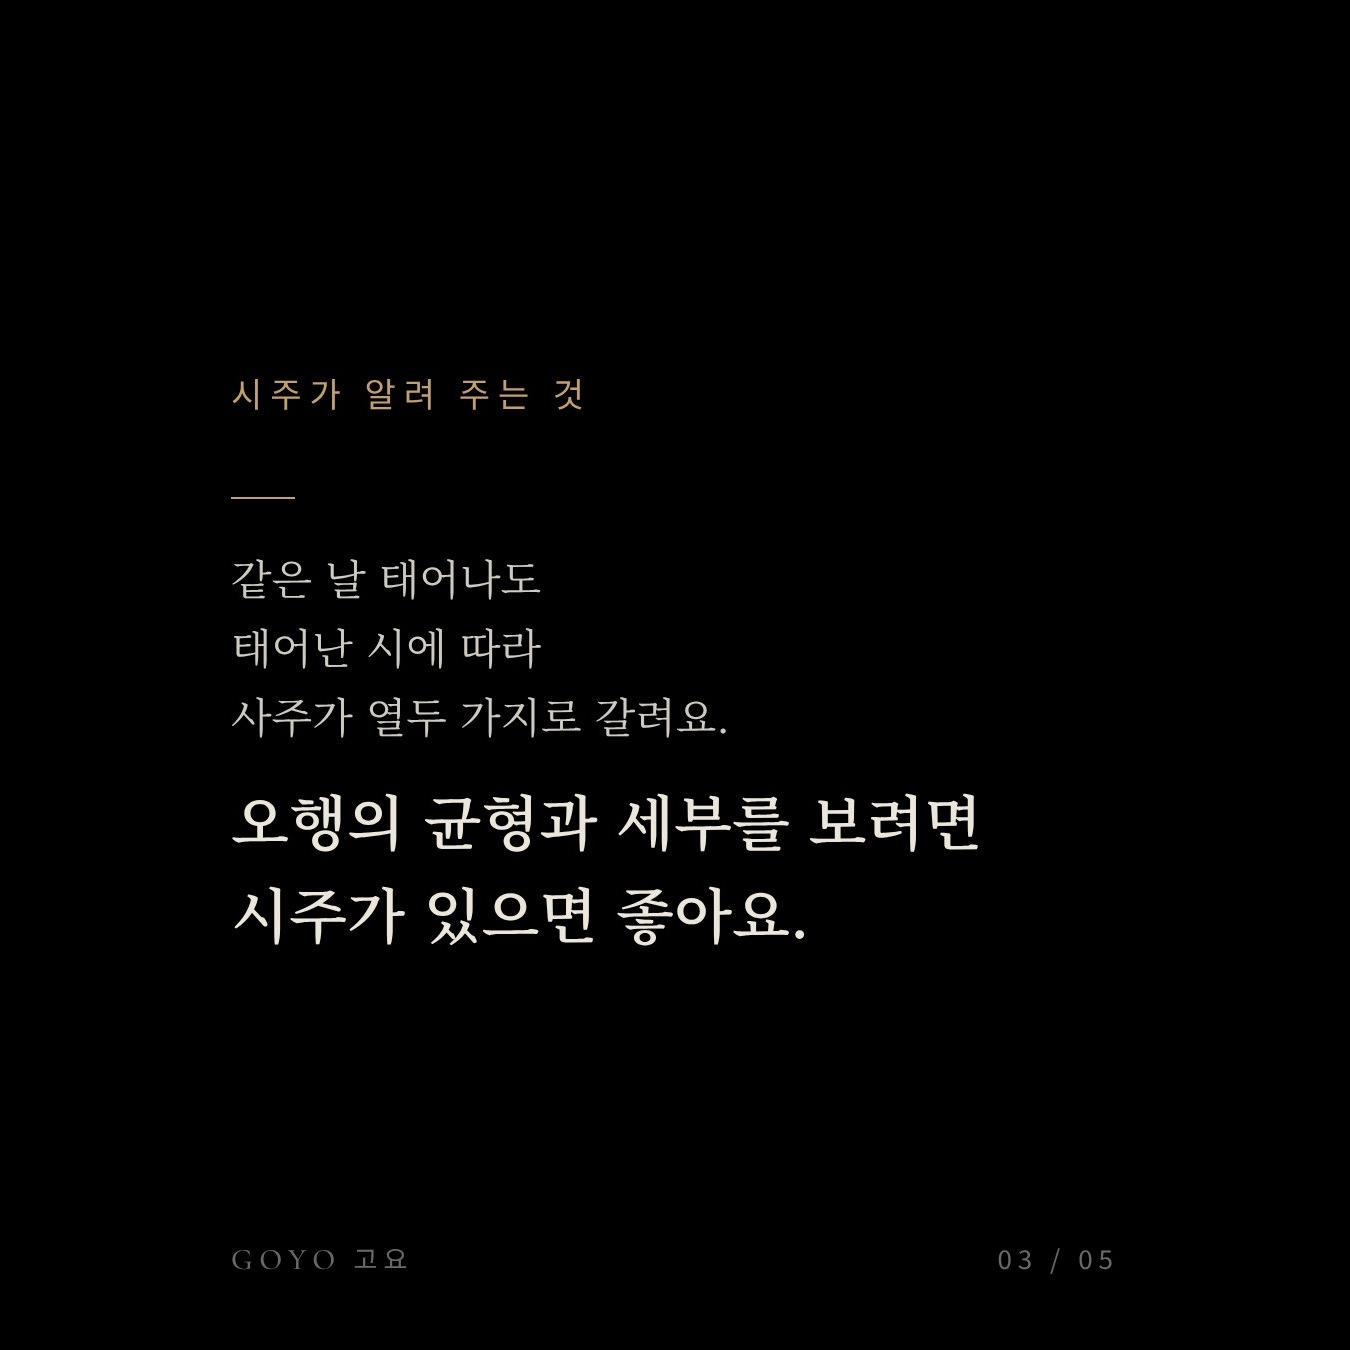 시주가 알려 주는 것
같은 날 태어나도
태어난 시에 따라
사주가 열두 가지로 갈려요.
오행의 균형과 세부를 보려면
시주가 있으면 좋아요.
GOYO 고요
03 / 05